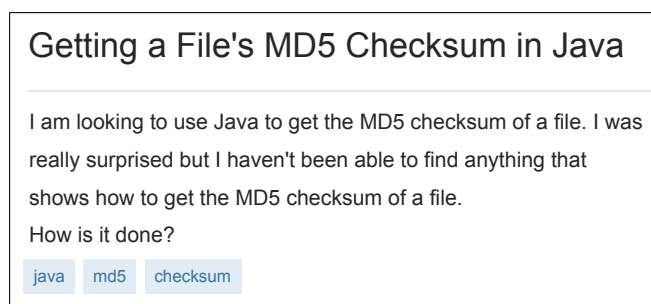 Getting a File's MD5 Checksum in Java
I am looking to use Java to get the MD5 checksum of a file. I was
really surprised but I haven't been able to find anything that
shows how to get the MD5 checksum of a file.
How is it done?
java md5 checksum